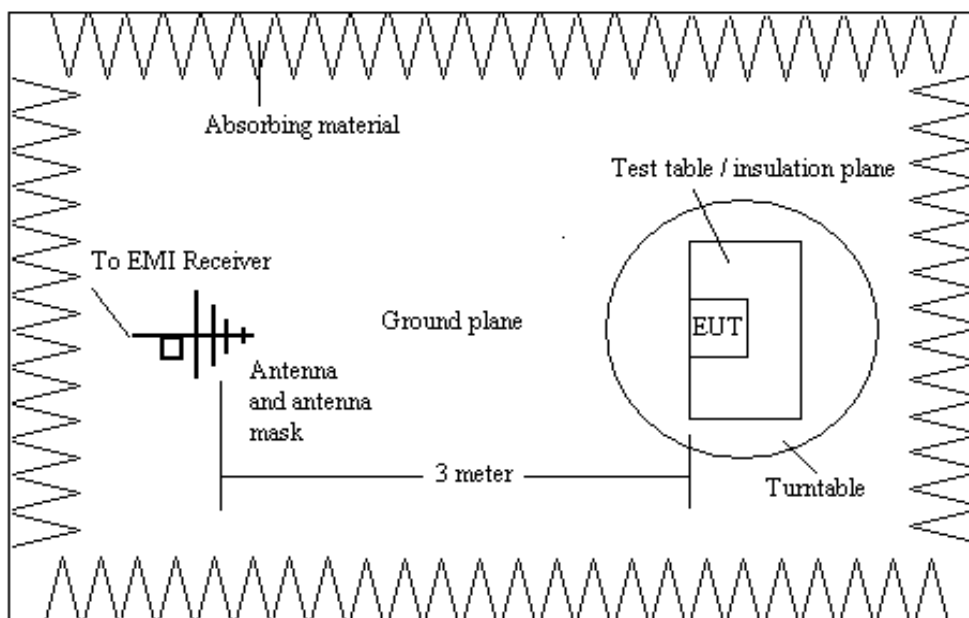 Absorbing material
Test table / insulation plane
To EMI Receiver
Ground plane
EUT
Antenna
and antenna
mask
3 meter
Turntable